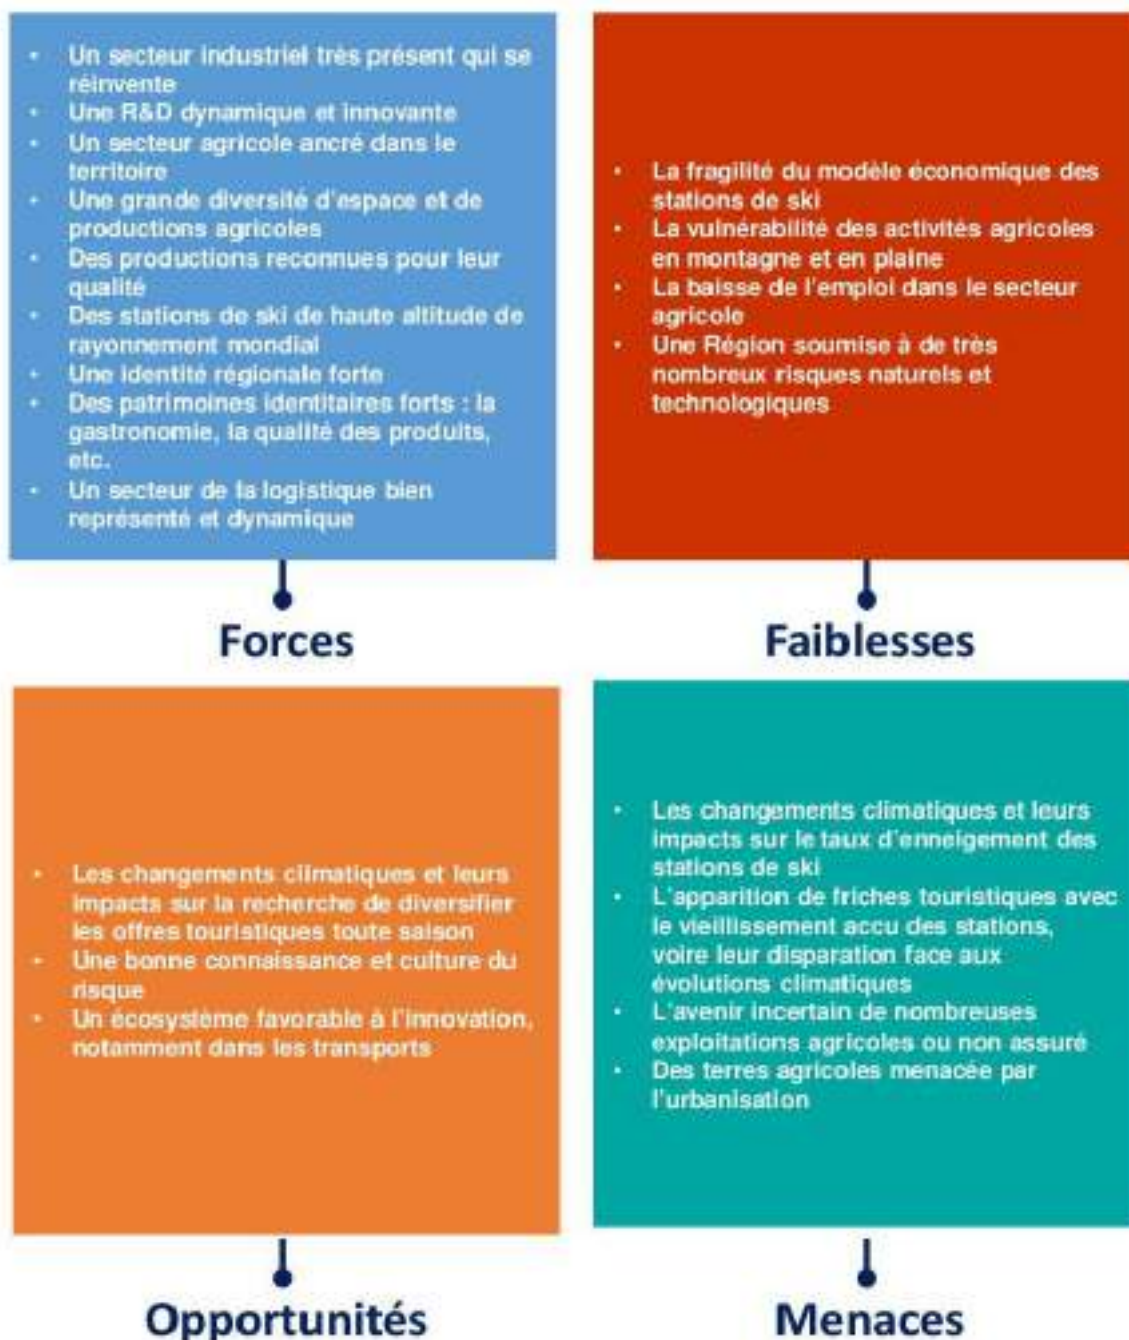 • Un secteur industriel très présent qui se
réinvente
• Une R&D dynamique et innovante
• Un secteur agricole ancré dans le
territoire
• Une grande diversité d'espace et de
productions agricoles
• Des productions reconnues pour leur
qualité
• Des stations de ski de haute altitude de
rayonnement mondial
• Une identité régionale forte
• Des patrimoines identitaires forts : la
gastronomie, la qualité des produits,
etc.
• Un secteur de la logistique bien
représenté et dynamique
Forces
• La fragilité du modèle économique des
stations de ski
• La vulnérabilité des activités agricoles
en montagne et en plaine
• La baisse de l'emploi dans le secteur
agricole
• Une Région soumise à de très
nombreux risques naturels et
technologiques
Faiblesses
• Les changements climatiques et leurs
impacts sur la recherche de diversifier
les offres touristiques toute saison
• Une bonne connaissance et culture du
risque
• Un écosystème favorable à l'innovation,
notamment dans les transports
Opportunités
• Les changements climatiques et leurs
impacts sur le taux d'enneigement des
stations de ski
• L'apparition de friches touristiques avec
le vieillissement accu des stations,
voire leur disparation face aux
évolutions climatiques
• L'avenir incertain de nombreuses
exploitations agricoles ou non assuré
• Des terres agricoles menacée par
l'urbanisation
Menaces